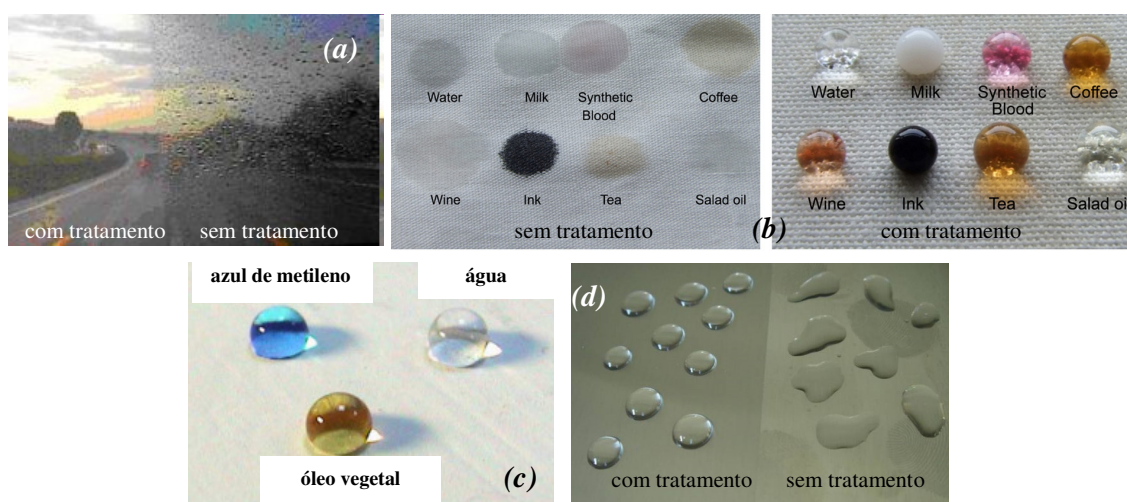 (a)
com tratamento
sem tratamento
Water
Milk
Synthetic
Blood
Coffee
Wine
Ink
Tea
Salad oil
sem tratamento
(b)
Water
Milk
Synthetic
Blood
Coffee
Wine
Ink
Tea
Salad oil
com tratamento
azul de metileno
água
óleo vegetal
(c)
(d)
com tratamento
sem tratamento